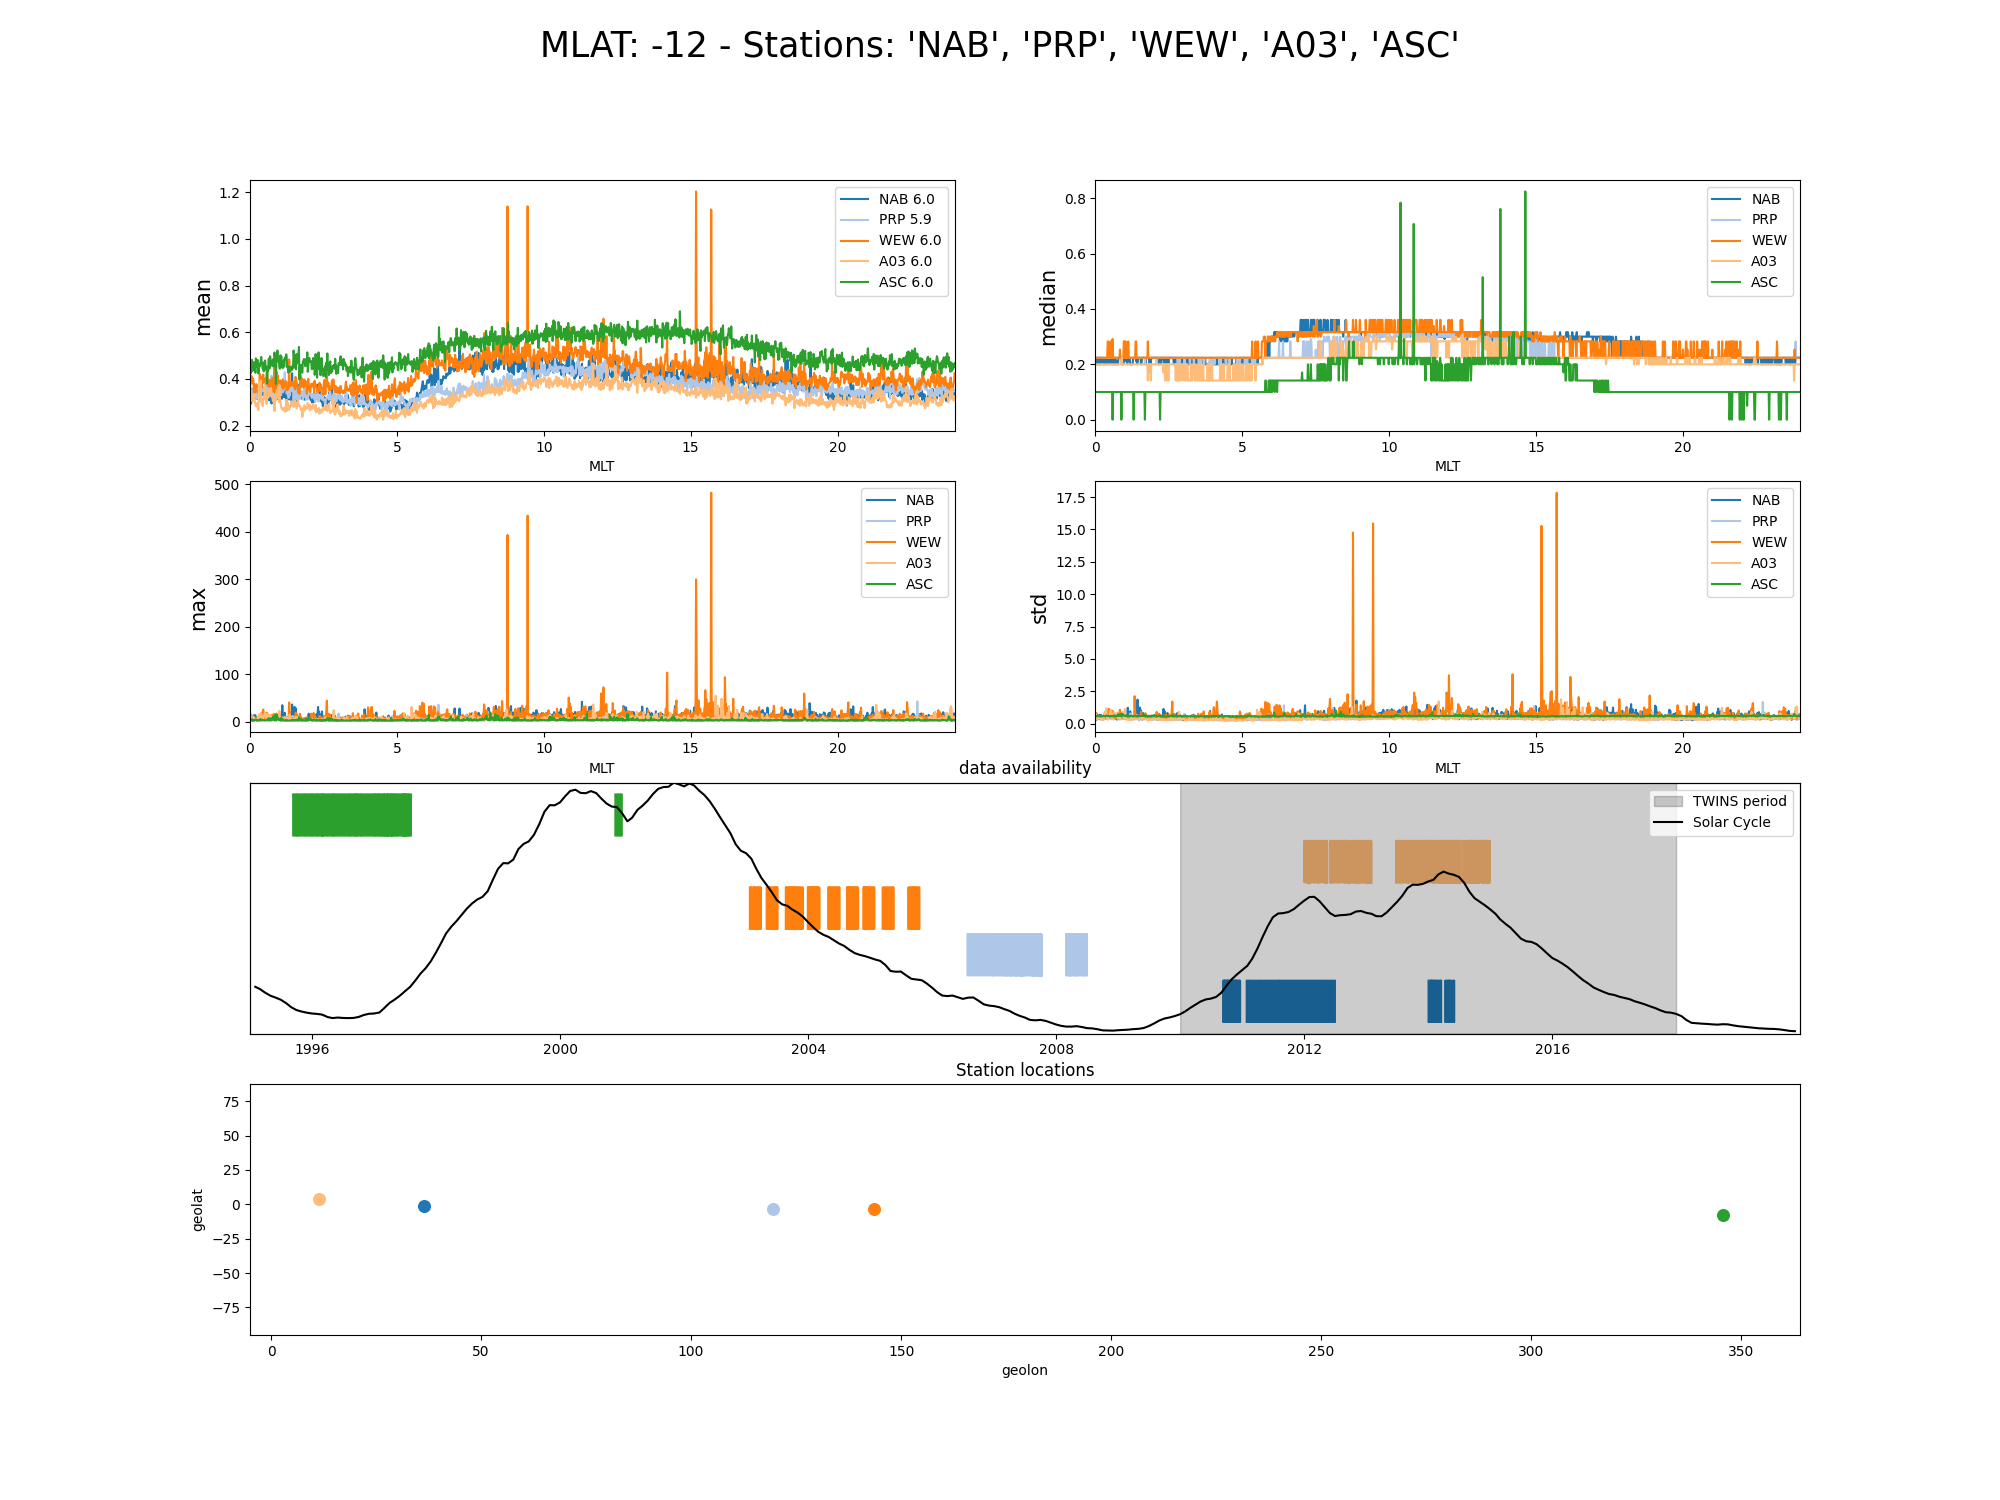 MLAT: -12 - Stations: 'NAB', 'PRP', 'WEW', 'A03', 'ASC'
mean
1.2
1.0
0.8
0.6
0.4
0.2
0 5 10 15 20
MLT
NAB 6.0
PRP 5.9
WEW 6.0
A03 6.0
ASC 6.0
median
0.8
0.6
0.4
0.2
0.0
0 5 10 15 20
MLT
NAB
PRP
WEW
A03
ASC
max
500
400
300
200
100
0
0 5 10 15 20
MLT
NAB
PRP
WEW
A03
ASC
std
17.5
15.0
12.5
10.0
7.5
5.0
2.5
0.0
0 5 10 15 20
MLT
NAB
PRP
WEW
A03
ASC
data availability
TWINS period
Solar Cycle
1996 2000 2004 2008 2012 2016
Station locations
geolat
75
50
25
0
−25
−50
−75
0 50 100 150 200 250 300 350
geolon